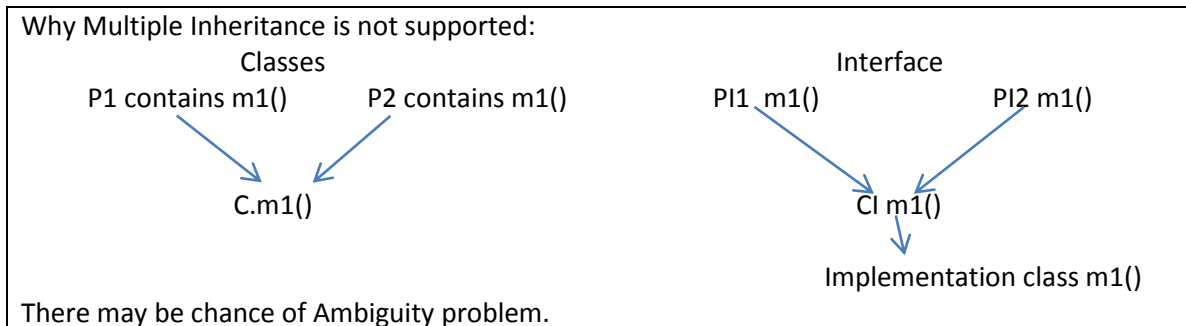 Why Multiple Inheritance is not supported:
Classes Interface
P1 contains m1() P2 contains m1() PI1 m1() PI2 m1()
C.m1() CI m1()
Implementation class m1()
There may be chance of Ambiguity problem.